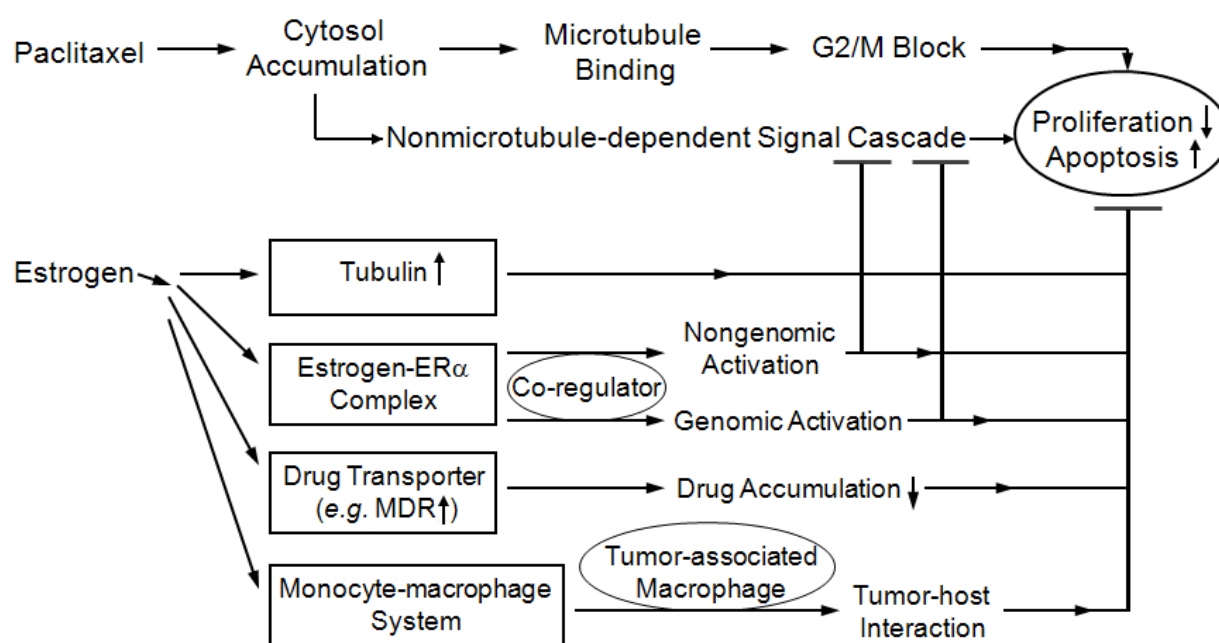 Paclitaxel
Cytosol
Accumulation
Microtubule
Binding
G2/M Block
Nonmicrotubule-dependent Signal Cascade
Proliferation ↓
Apoptosis ↑
Estrogen
Tubulin ↑
Estrogen-ERα
Complex
Co-regulator
Nongenomic
Activation
Genomic Activation
Drug Transporter
(e.g. MDR↑)
Drug Accumulation ↓
Monocyte-macrophage
System
Tumor-associated
Macrophage
Tumor-host
Interaction